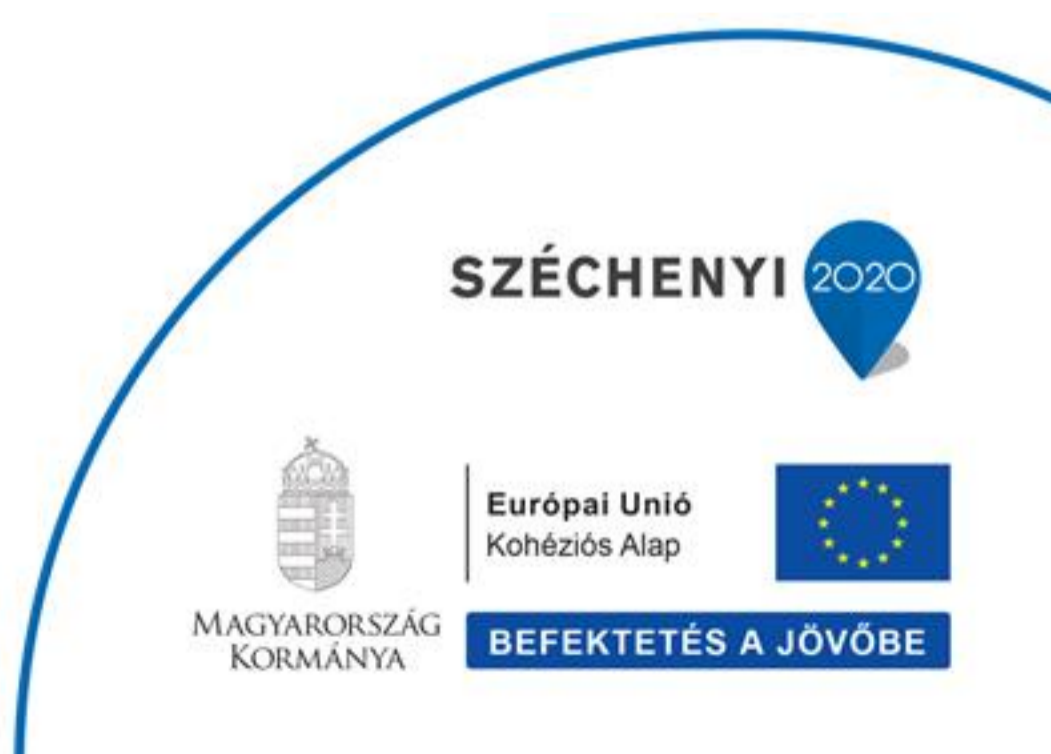 SZÉCHENYI 2020
Európai Unió
Kohéziós Alap
MAGYARORSZÁG
KORMÁNYA
BEFEKTETÉS A JÖVŐBE